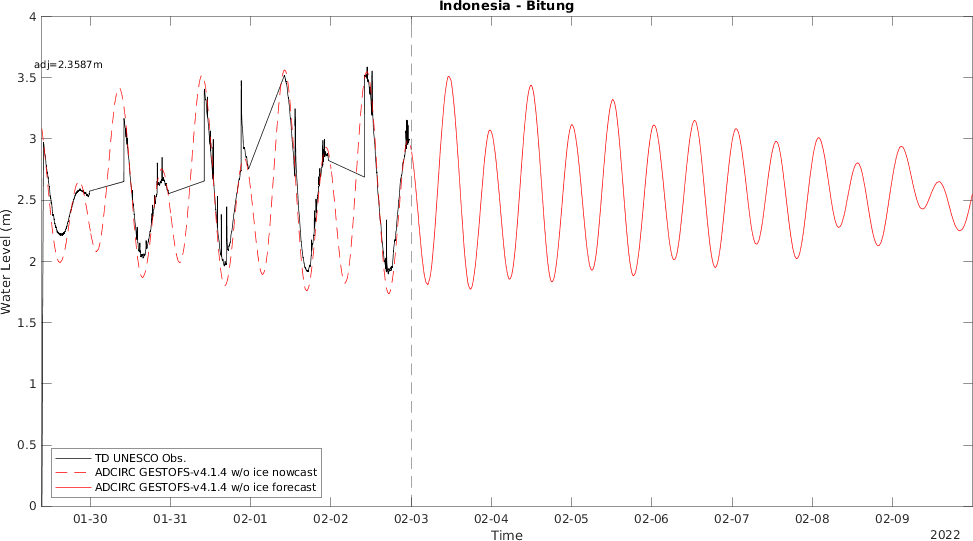 Indonesia - Bitung
4
adj=2.3587m
3.5
3
2.5
2
1.5
1
0.5
0
Water Level (m)
TD UNESCO Obs.
ADCIRC GESTOFS-v4.1.4 w/o ice nowcast
ADCIRC GESTOFS-v4.1.4 w/o ice forecast
01-30 01-31 02-01 02-02 02-03 02-04 02-05 02-06 02-07 02-08 02-09
Time
2022